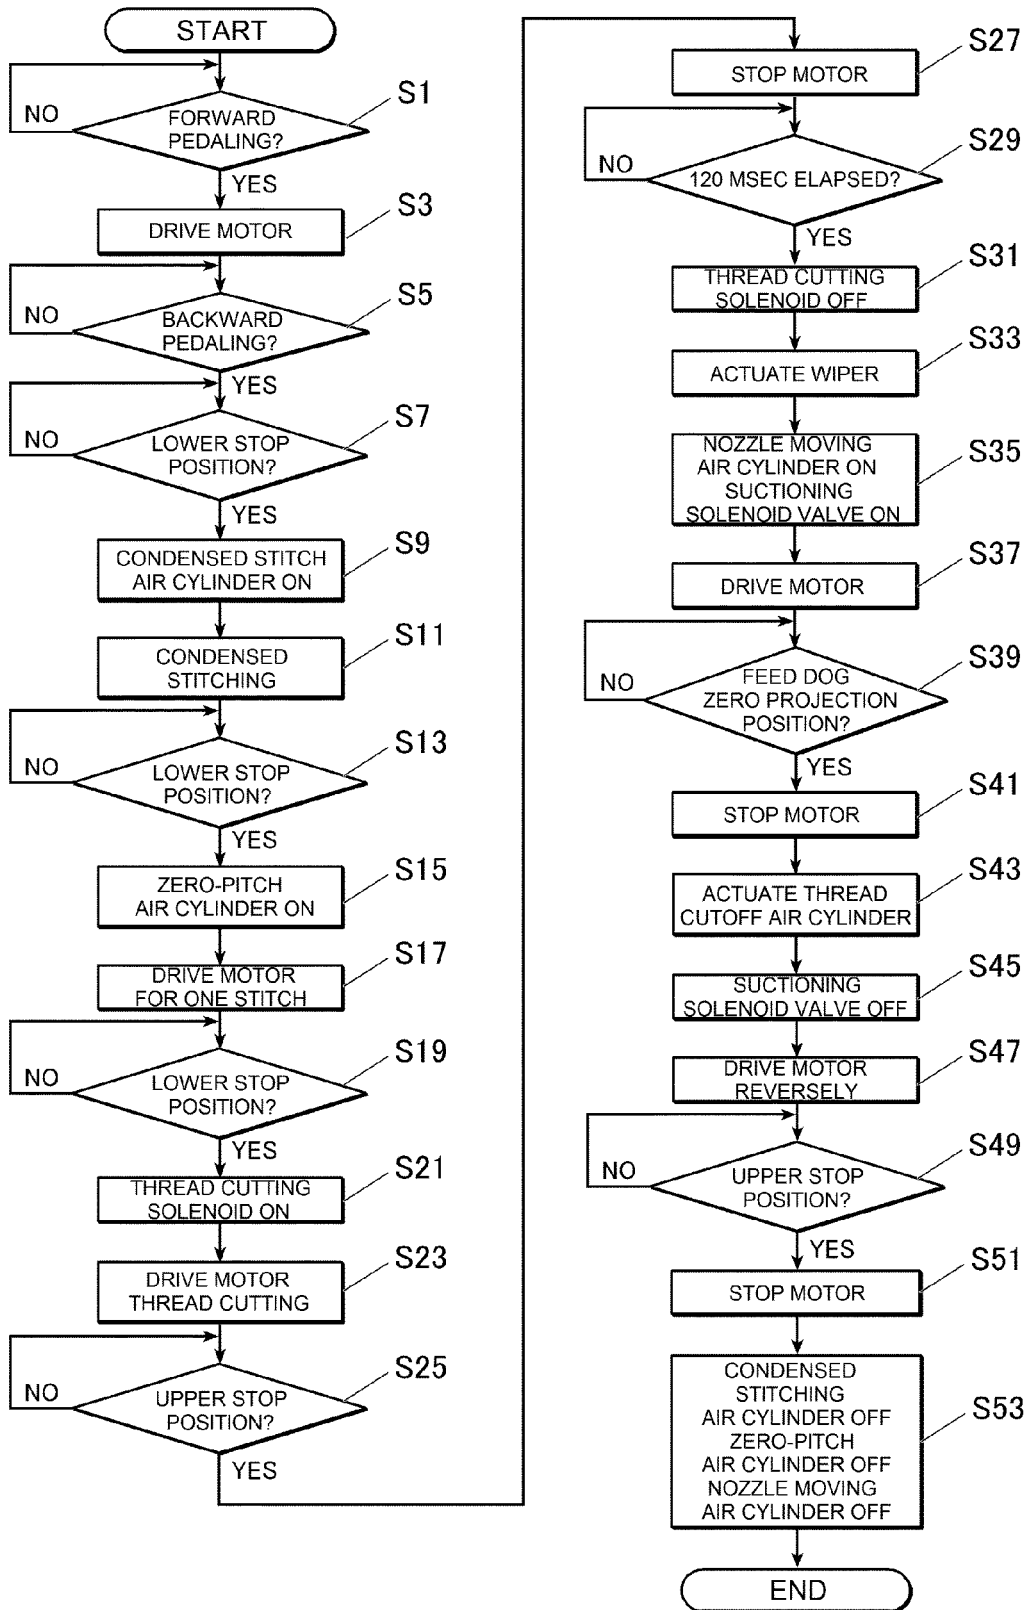 START
S1
FORWARD
PEDALING?
NO
YES
S3
DRIVE MOTOR
S5
BACKWARD
PEDALING?
NO
YES
S7
LOWER STOP
POSITION?
NO
YES
S9
CONDENSED STITCH
AIR CYLINDER ON
S11
CONDENSED
STITCHING
S13
LOWER STOP
POSITION?
NO
YES
S15
ZERO-PITCH
AIR CYLINDER ON
S17
DRIVE MOTOR
FOR ONE STITCH
S19
LOWER STOP
POSITION?
NO
YES
S21
THREAD CUTTING
SOLENOID ON
S23
DRIVE MOTOR
THREAD CUTTING
S25
UPPER STOP
POSITION?
NO
YES
S27
STOP MOTOR
S29
120 MSEC ELAPSED?
NO
YES
S31
THREAD CUTTING
SOLENOID OFF
S33
ACTUATE WIPER
S35
NOZZLE MOVING
AIR CYLINDER ON
SUCTIONING
SOLENOID VALVE ON
S37
DRIVE MOTOR
S39
FEED DOG
ZERO PROJECTION
POSITION?
NO
YES
S41
STOP MOTOR
S43
ACTUATE THREAD
CUTOFF AIR CYLINDER
S45
SUCTIONING
SOLENOID VALVE OFF
S47
DRIVE MOTOR
REVERSELY
S49
UPPER STOP
POSITION?
NO
YES
S51
STOP MOTOR
S53
CONDENSED
STITCHING
AIR CYLINDER OFF
ZERO-PITCH
AIR CYLINDER OFF
NOZZLE MOVING
AIR CYLINDER OFF
END